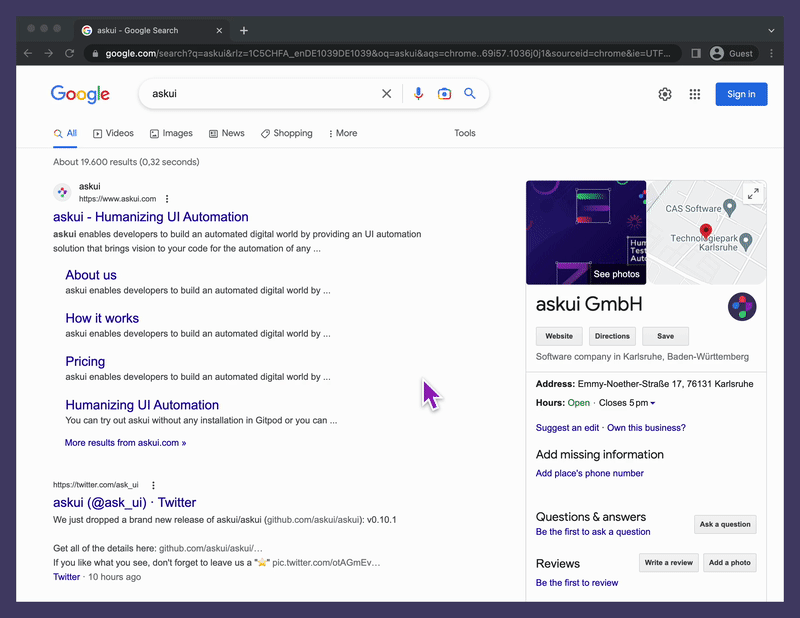 askui - Google Search
google.com/search?q=askui&rlz=1C5CHFA_enDE1039DE1039&oq=askui&aqs=chrome..69i57.1036j0j1&sourceid=chrome&ie=UTF...
Guest
Google
askui
Sign in
All
Videos
Images
News
Shopping
More
Tools
About 19.600 results (0,32 seconds)
askui
https://www.askui.com
askui - Humanizing UI Automation
askui enables developers to build an automated digital world by providing an UI automation
solution that brings vision to your code for the automation of any ...
About us
askui enables developers to build an automated digital world by ...
How it works
askui enables developers to build an automated digital world by ...
Pricing
askui enables developers to build an automated digital world by ...
Humanizing UI Automation
You can try out askui without any installation in Gitpod or you can ...
More results from askui.com »
https://twitter.com/ask_ui
askui (@ask_ui) · Twitter
We just dropped a brand new release of askui/askui (github.com/askui/askui): v0.10.1
Get all of the details here: github.com/askui/askui/…
If you like what you see, don't forget to leave us a "⭐" pic.twitter.com/otAGmEv…
Twitter · 10 hours ago
Hum
Test
Auto
See photos
CAS Software
Technologiepark
Karlsruhe
askui GmbH
Website
Directions
Save
Software company in Karlsruhe, Baden-Württemberg
Address: Emmy-Noether-Straße 17, 76131 Karlsruhe
Hours: Open · Closes 5 pm
Suggest an edit · Own this business?
Add missing information
Add place's phone number
Questions & answers
Be the first to ask a question
Ask a question
Reviews
Write a review
Add a photo
Be the first to review